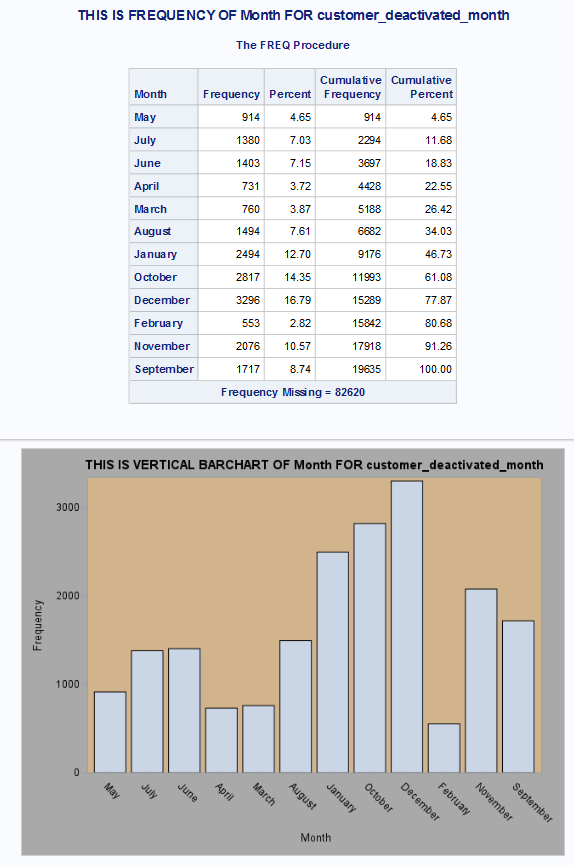 THIS IS FREQUENCY OF Month FOR customer_deactivated_month
The FREQ Procedure
Month Frequency Percent Cumulative Frequency Cumulative Percent
May 914 4.65 914 4.65
July 1380 7.03 2294 11.68
June 1403 7.15 3697 18.83
April 731 3.72 4428 22.55
March 760 3.87 5188 26.42
August 1494 7.61 6682 34.03
January 2494 12.70 9176 46.73
October 2817 14.35 11993 61.08
December 3296 16.79 15289 77.87
February 553 2.82 15842 80.68
November 2076 10.57 17918 91.26
September 1717 8.74 19635 100.00
Frequency Missing = 82620
THIS IS VERTICAL BARCHART OF Month FOR customer_deactivated_month
3000
2000
1000
0
Frequency
May July June April March August January October December February November September
Month